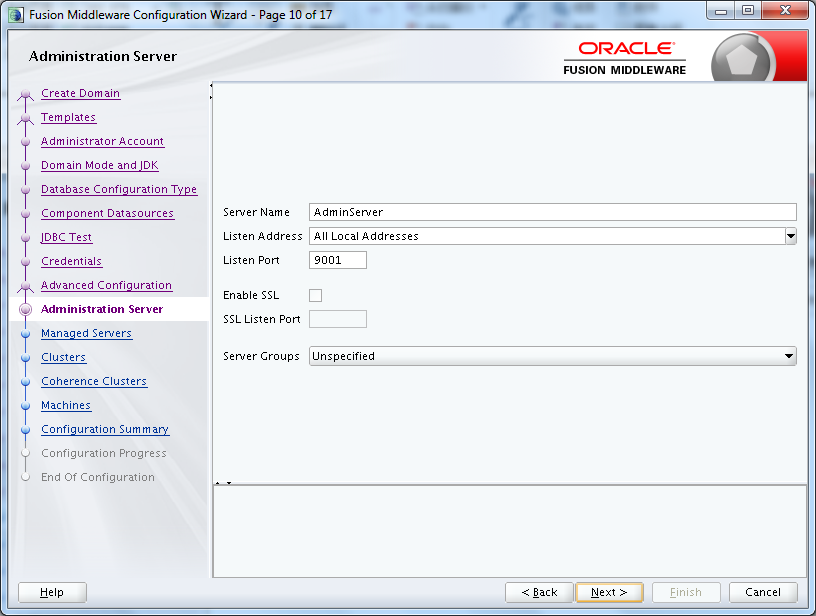 Fusion Middleware Configuration Wizard - Page 10 of 17
Administration Server
ORACLE
FUSION MIDDLEWARE
Create Domain
Templates
Administrator Account
Domain Mode and JDK
Database Configuration Type
Component Datasources
JDBC Test
Credentials
Advanced Configuration
Administration Server
Managed Servers
Clusters
Coherence Clusters
Machines
Configuration Summary
Configuration Progress
End Of Configuration
Server Name AdminServer
Listen Address All Local Addresses
Listen Port 9001
Enable SSL
SSL Listen Port
Server Groups Unspecified
Help < Back Next > Finish Cancel